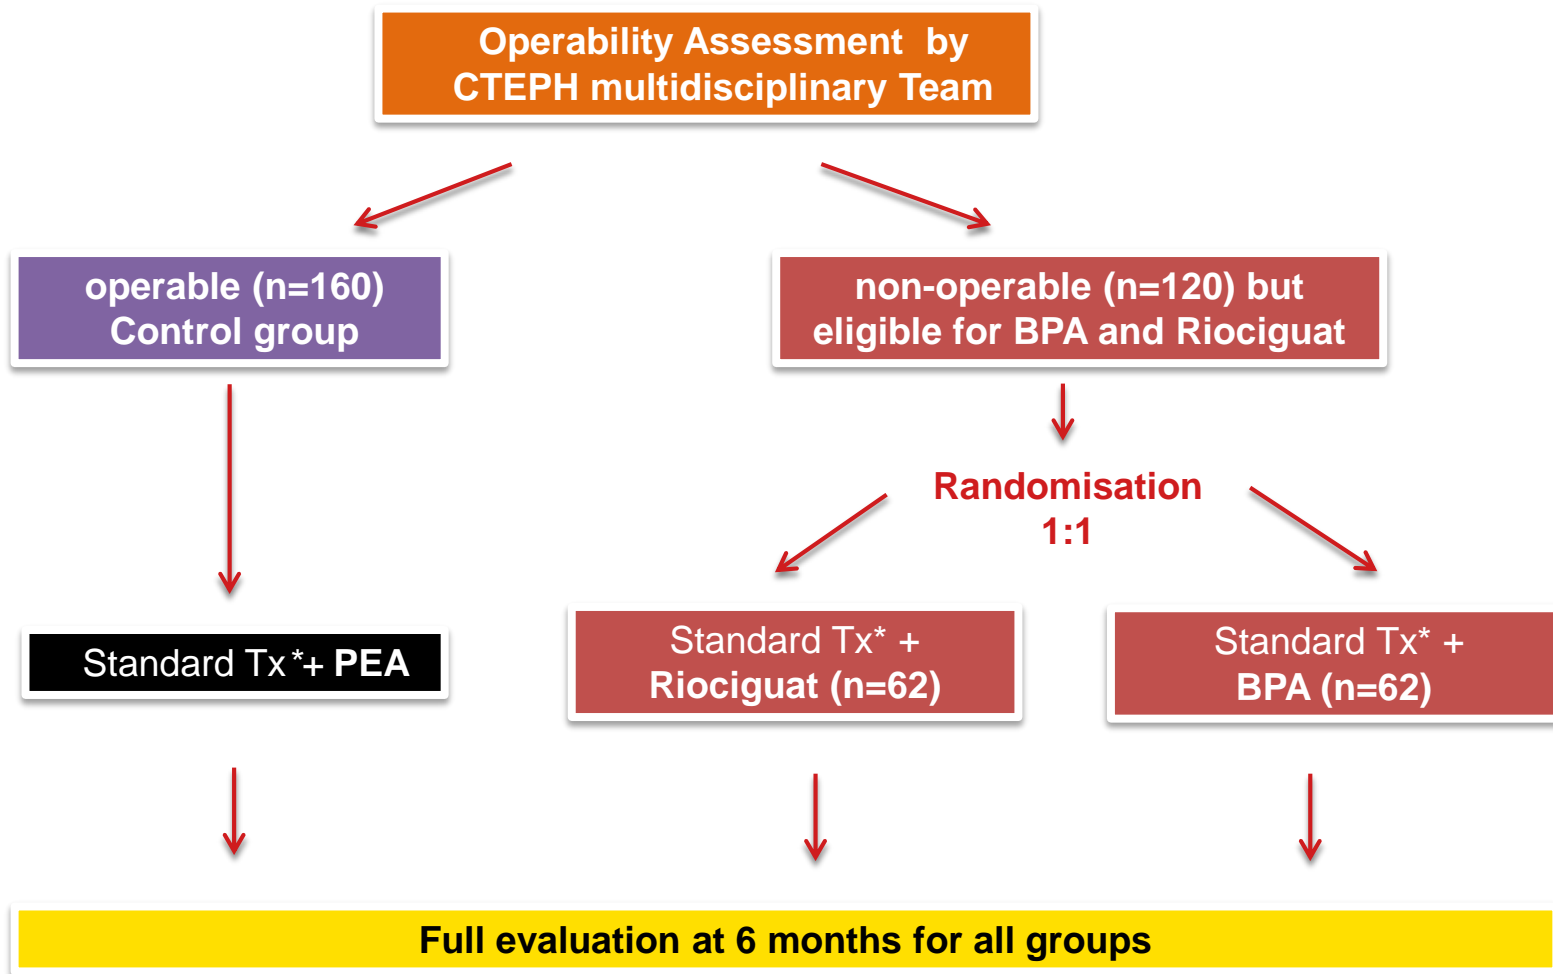 Operability Assessment by
CTEPH multidisciplinary Team
operable (n=160)
Control group
non-operable (n=120) but
eligible for BPA and Riociguat
Randomisation
1:1
Standard Tx*+ PEA
Standard Tx* +
Riociguat (n=62)
Standard Tx* +
BPA (n=62)
Full evaluation at 6 months for all groups